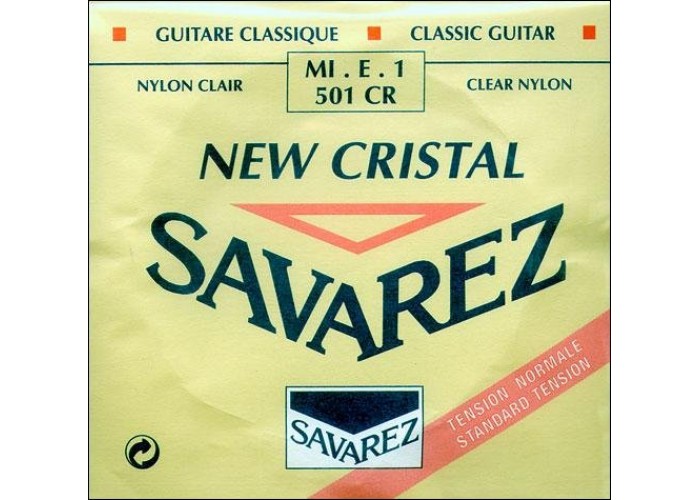 GUITARE CLASSIQUE CLASSIC GUITAR
NYLON CLAIR
MI . E . 1
501 CR
CLEAR NYLON
NEW CRISTAL
SAVAREZ
TENSION NORMALE
STANDARD TENSION
SAVAREZ